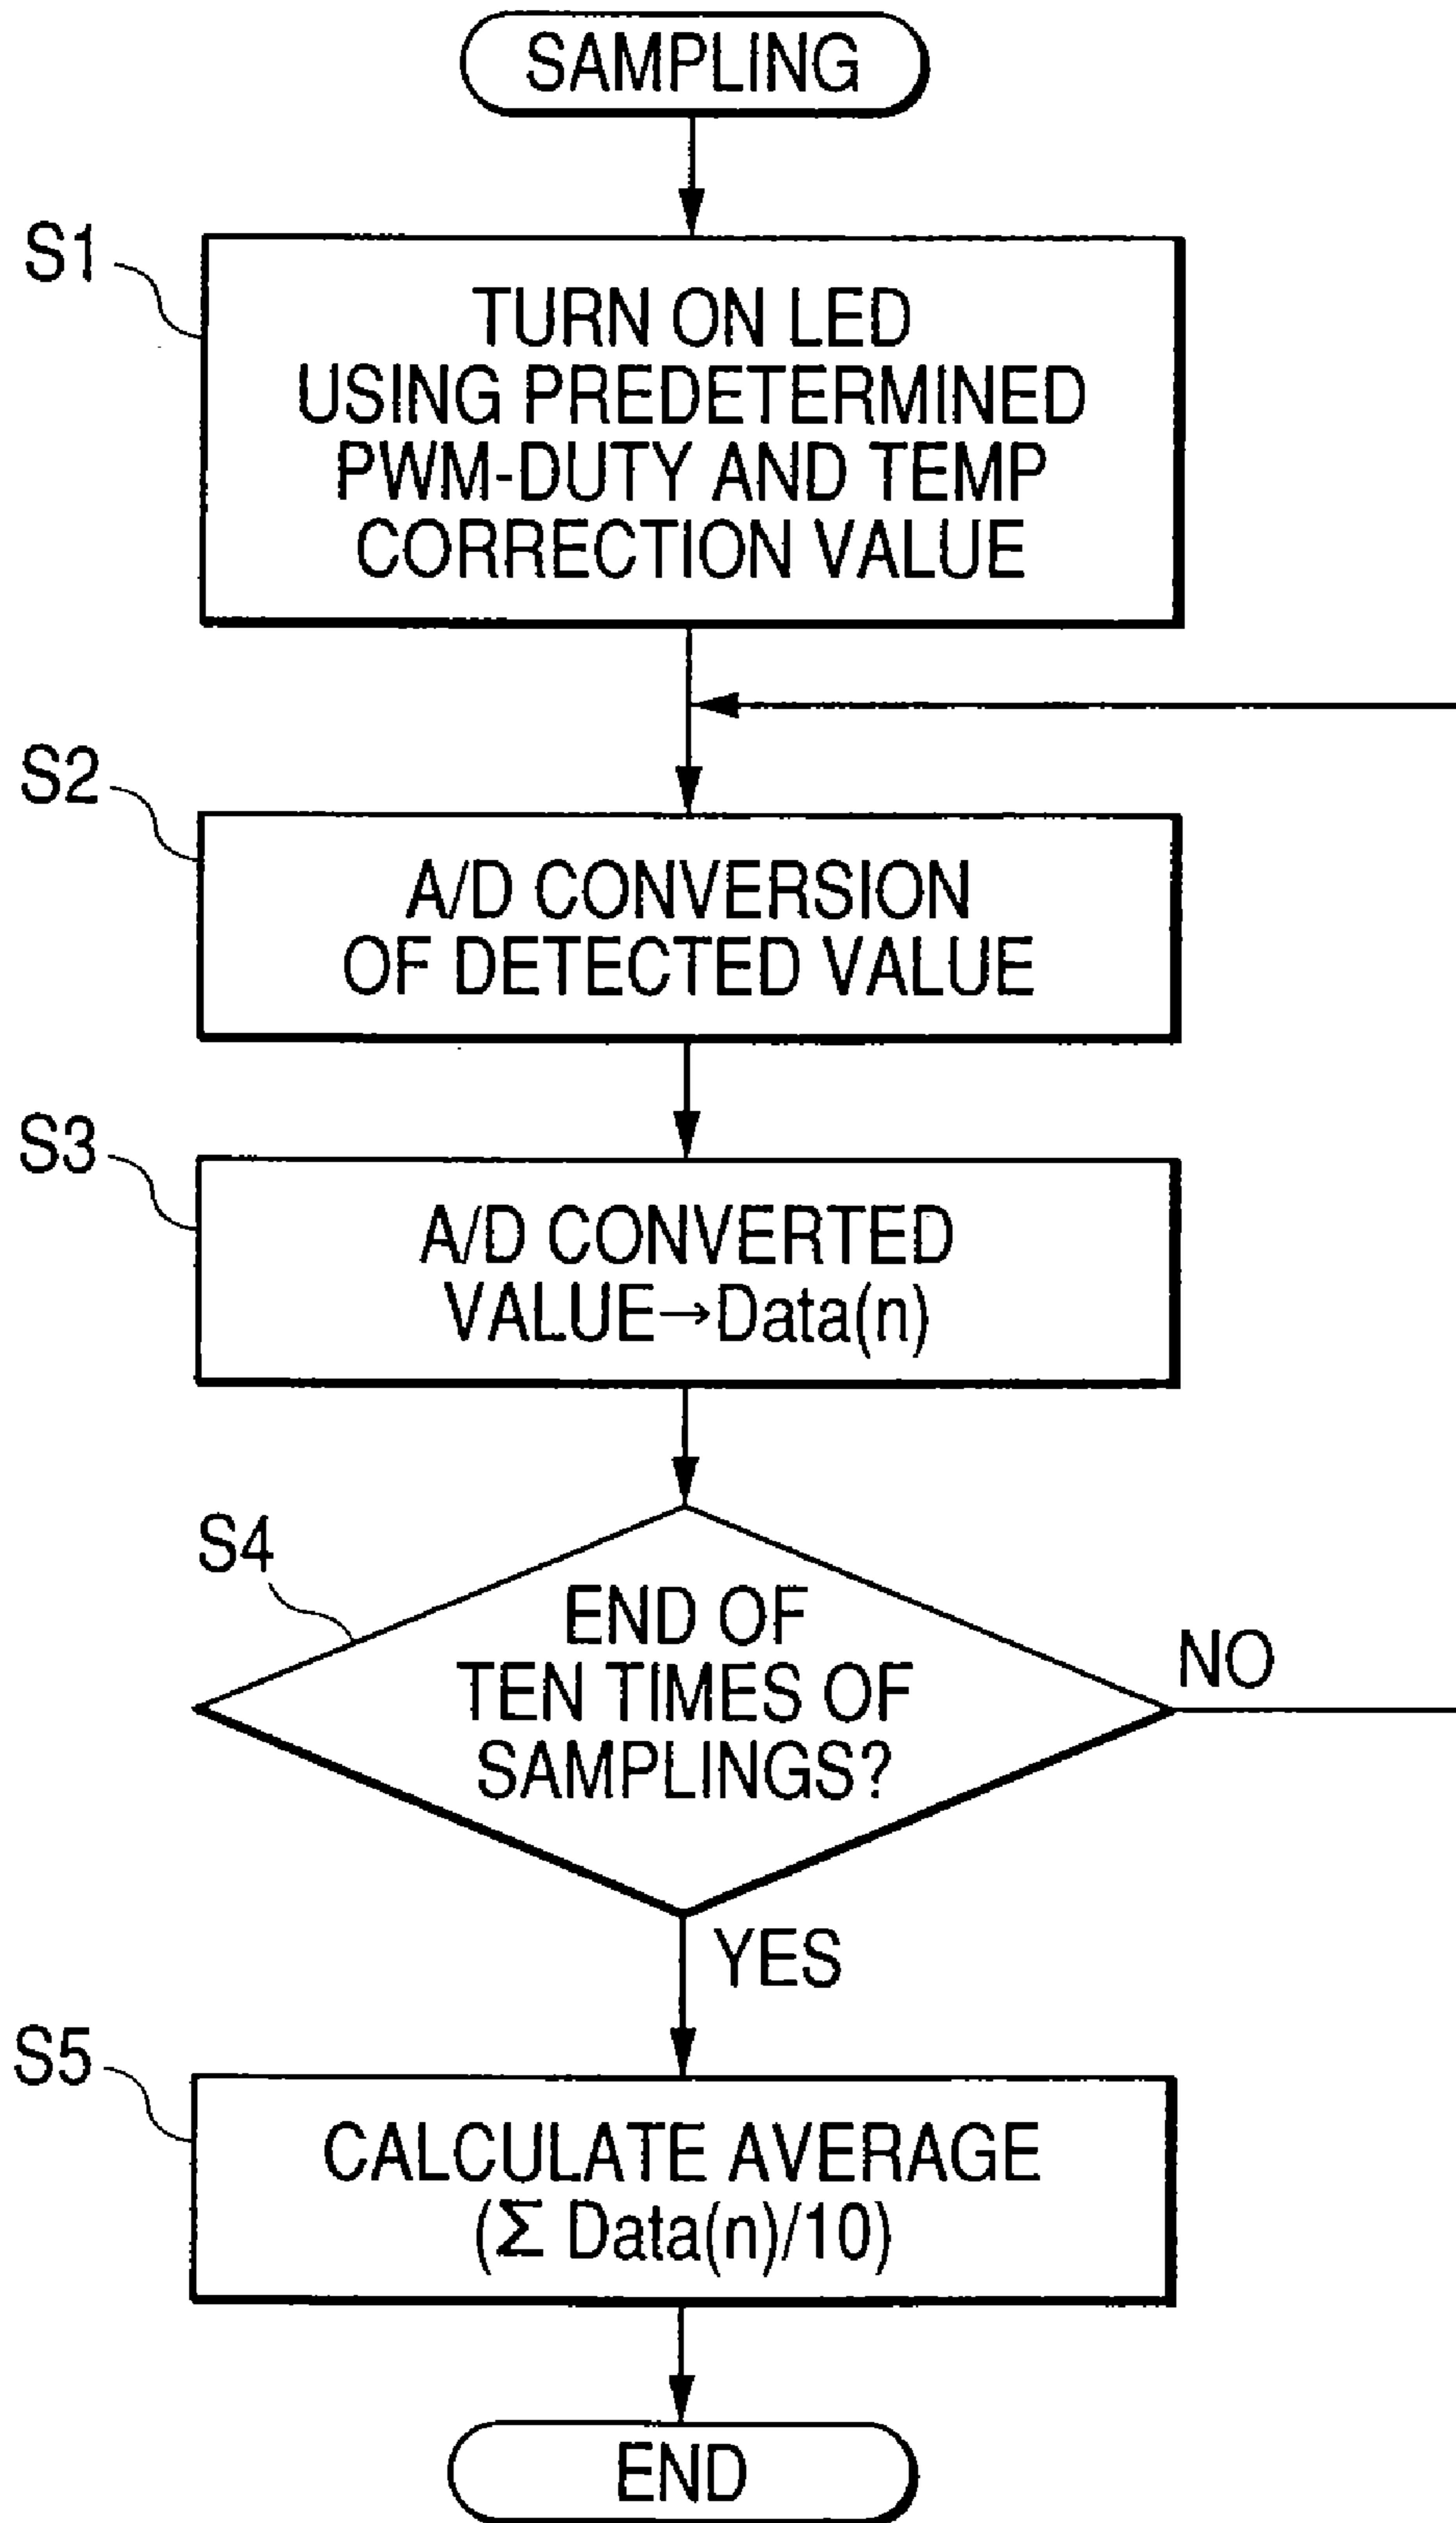 SAMPLING
S1
TURN ON LED
USING PREDETERMINED
PWM-DUTY AND TEMP
CORRECTION VALUE
S2
A/D CONVERSION
OF DETECTED VALUE
S3
A/D CONVERTED
VALUE→Data(n)
S4
END OF
TEN TIMES OF
SAMPLINGS?
NO
YES
S5
CALCULATE AVERAGE
(Σ Data(n)/10)
END